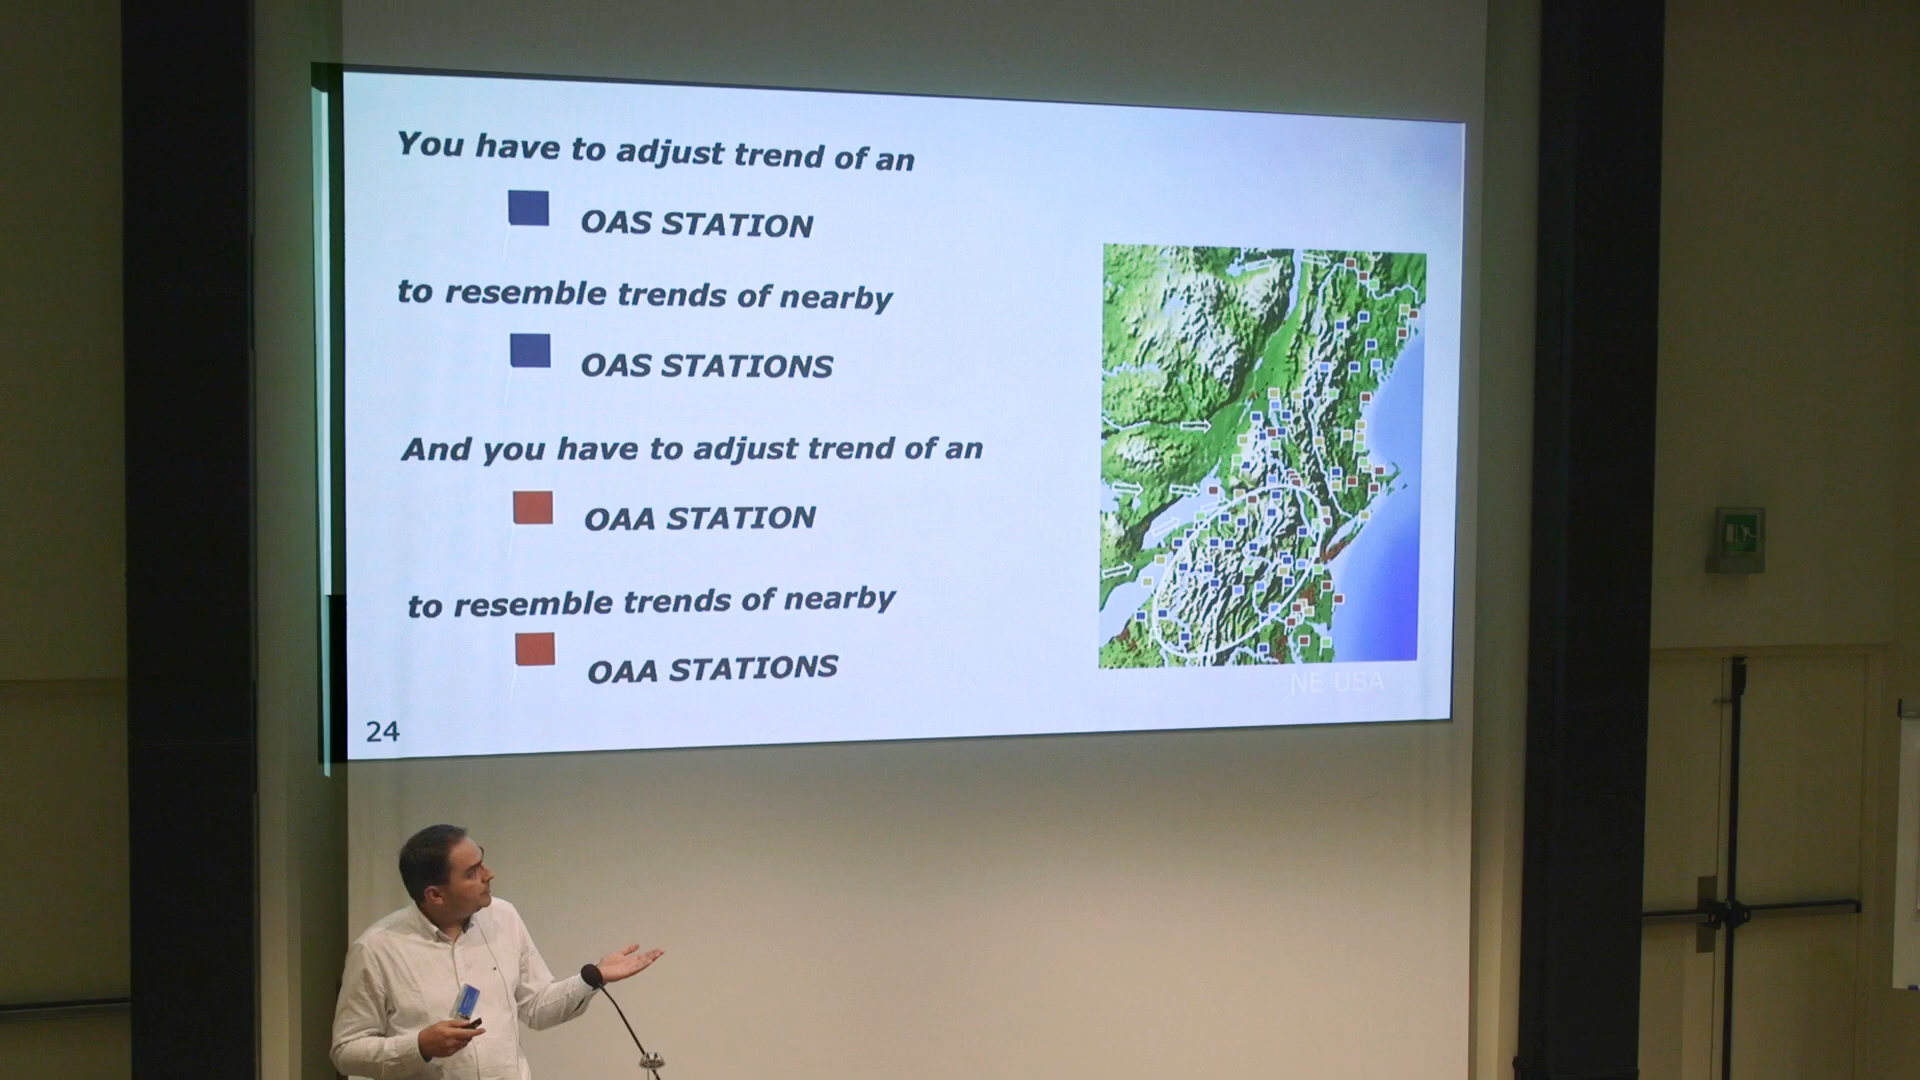 You have to adjust trend of an
OAS STATION
to resemble trends of nearby
OAS STATIONS
And you have to adjust trend of an
OAA STATION
to resemble trends of nearby
OAA STATIONS
NE USA
24